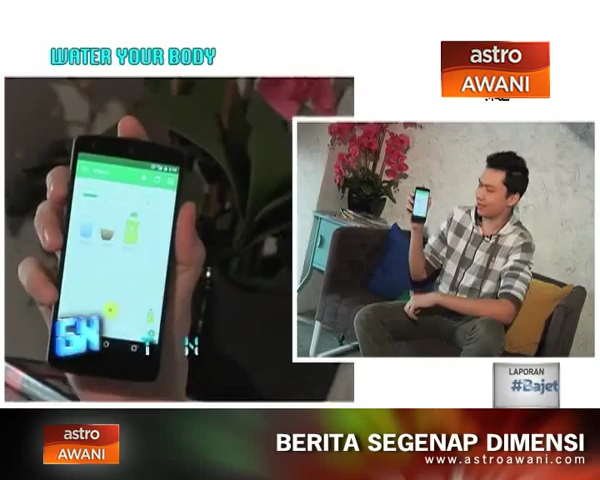 WATER YOUR BODY
astro
AWANI
LAPORAN
#Bajet
astro
AWANI
BERITA SEGENAP DIMENSI
www.astroawani.com